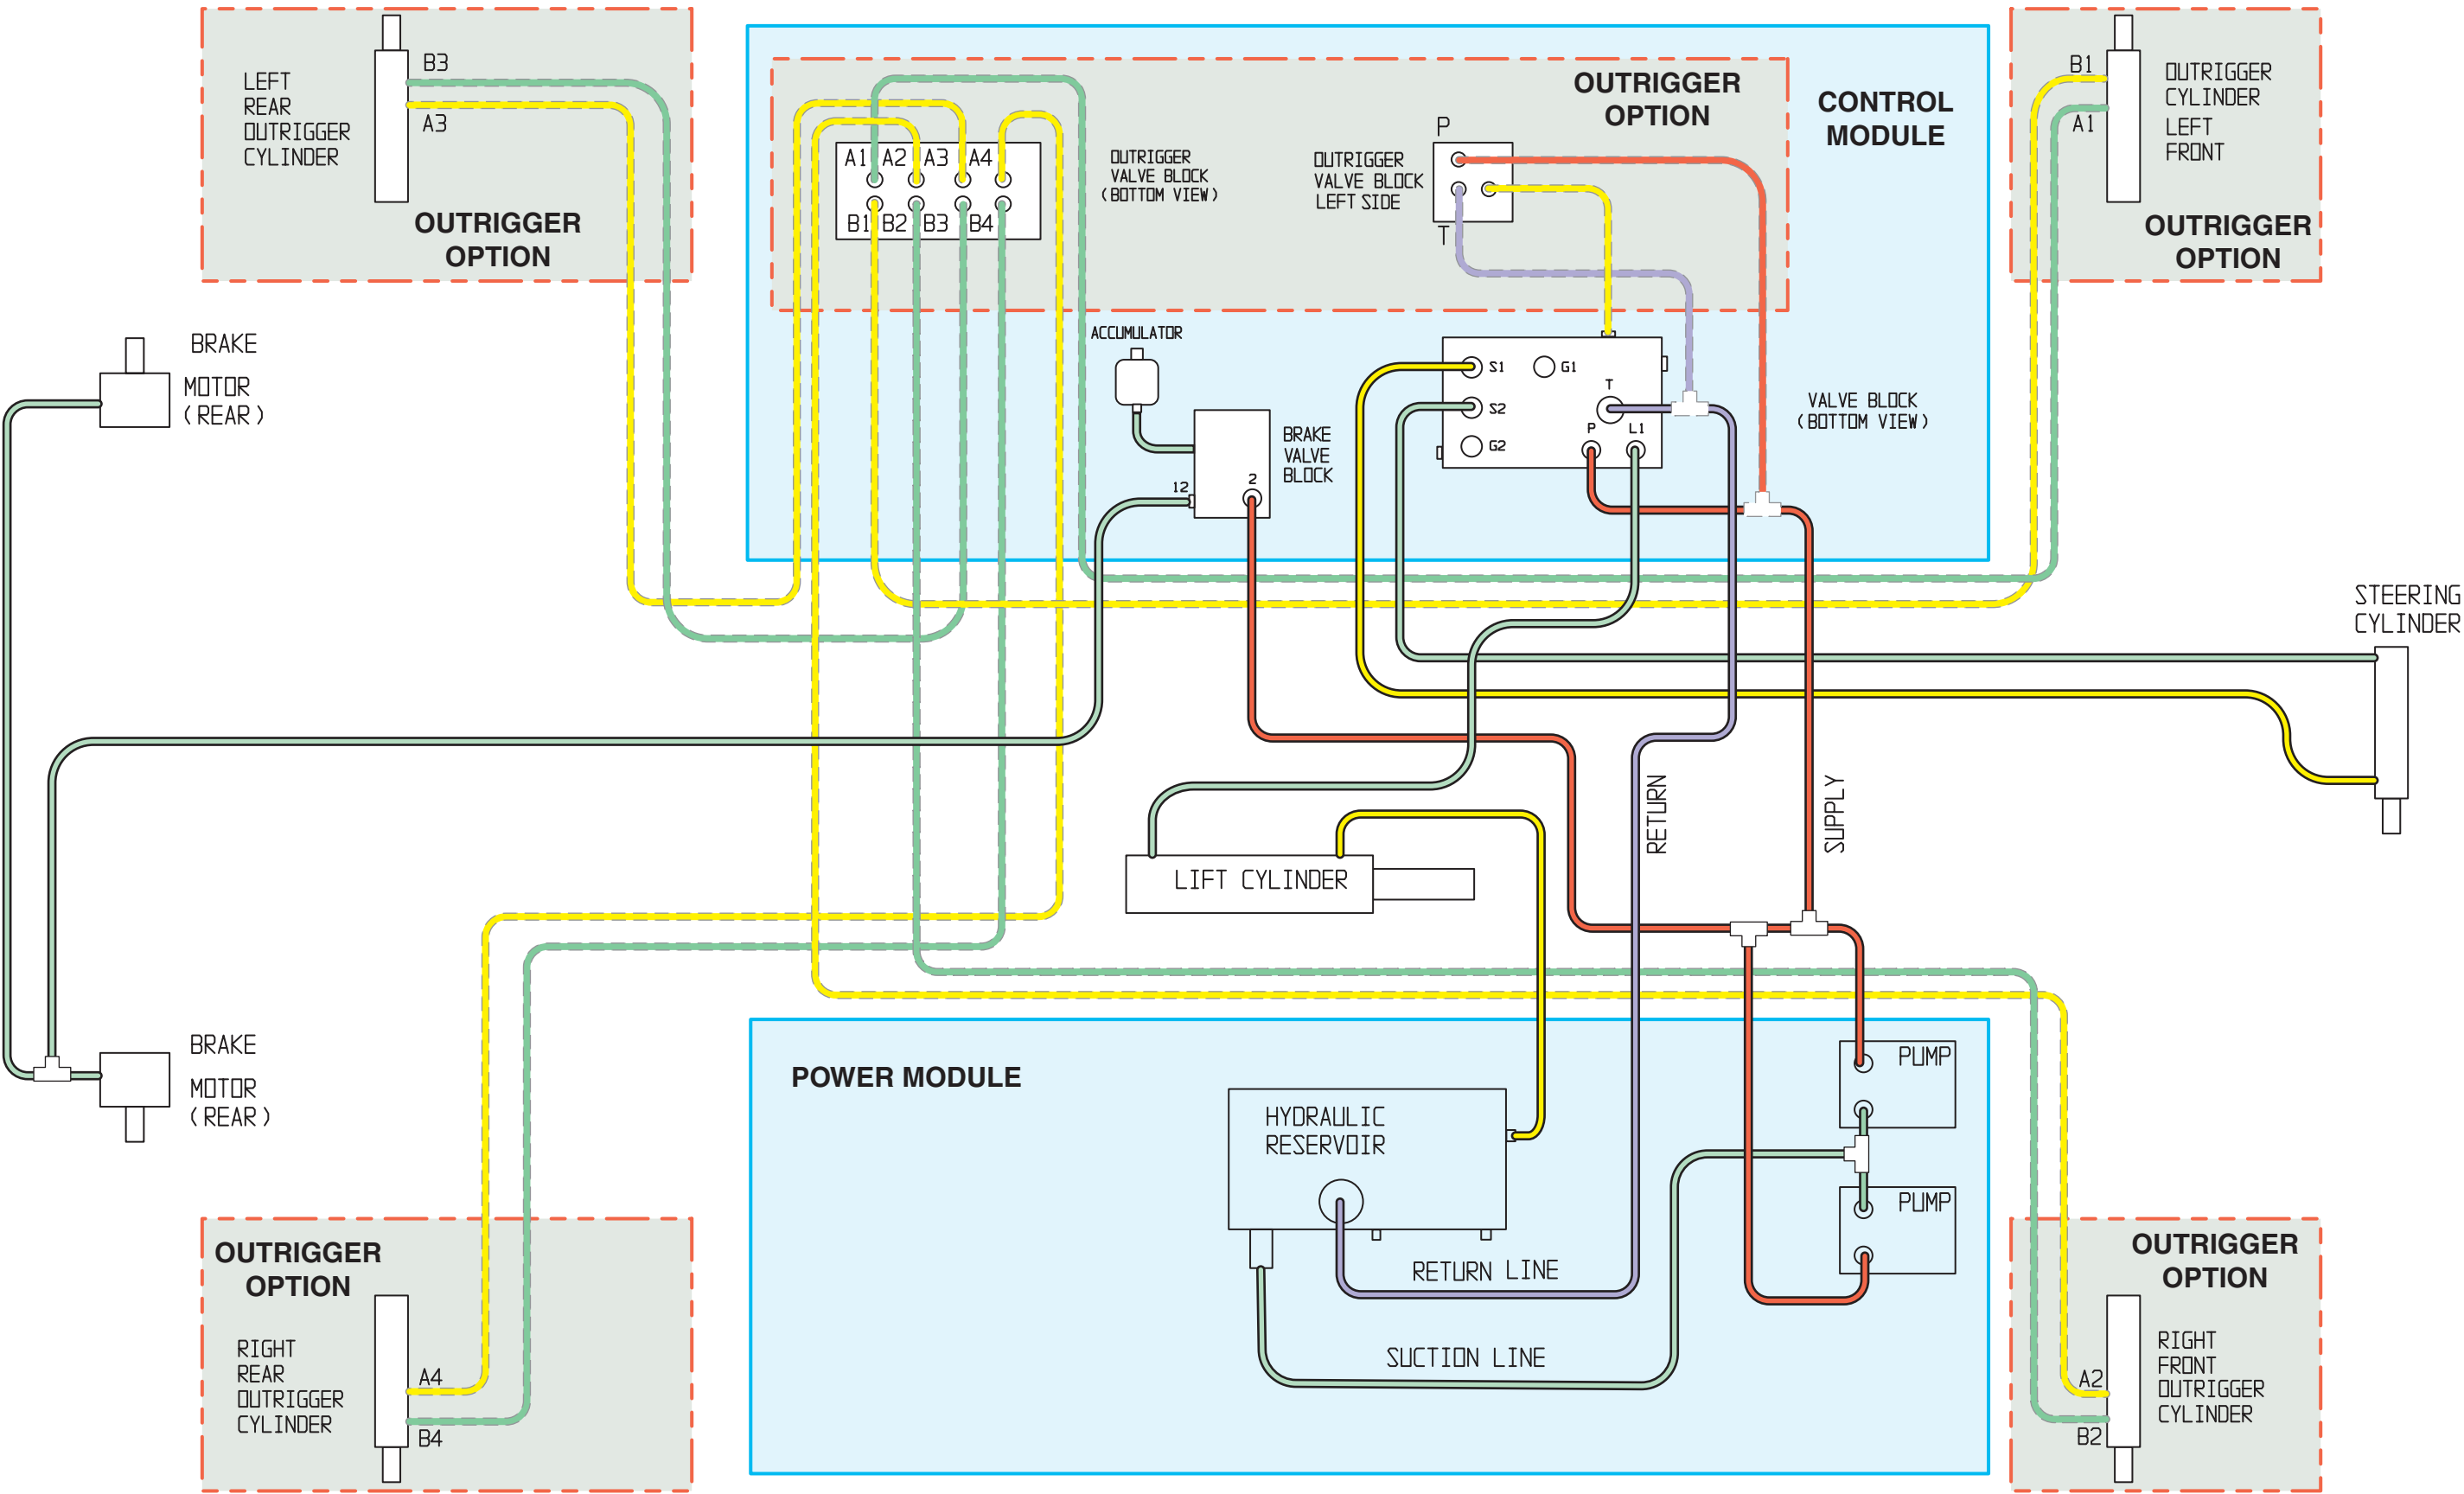 B3
LEFT
REAR
OUTRIGGER
CYLINDER
A3
OUTRIGGER
OPTION
OUTRIGGER
OPTION
CONTROL
MODULE
A1 A2 A3 A4
B1 B2 B3 B4
OUTRIGGER
VALVE BLOCK
(BOTTOM VIEW)
P
OUTRIGGER
VALVE BLOCK
LEFT SIDE
T
B1
OUTRIGGER
CYLINDER
A1
LEFT
FRONT
OUTRIGGER
OPTION
BRAKE
MOTOR
(REAR)
ACCUMULATOR
BRAKE
VALVE
BLOCK
12
2
S1
G1
T
S2
P
L1
G2
VALVE BLOCK
(BOTTOM VIEW)
STEERING
CYLINDER
RETURN
SUPPLY
LIFT CYLINDER
BRAKE
MOTOR
(REAR)
POWER MODULE
PUMP
HYDRAULIC
RESERVOIR
PUMP
RETURN LINE
SUCTION LINE
OUTRIGGER
OPTION
RIGHT
REAR
OUTRIGGER
CYLINDER
A4
B4
OUTRIGGER
OPTION
RIGHT
FRONT
OUTRIGGER
CYLINDER
A2
B2